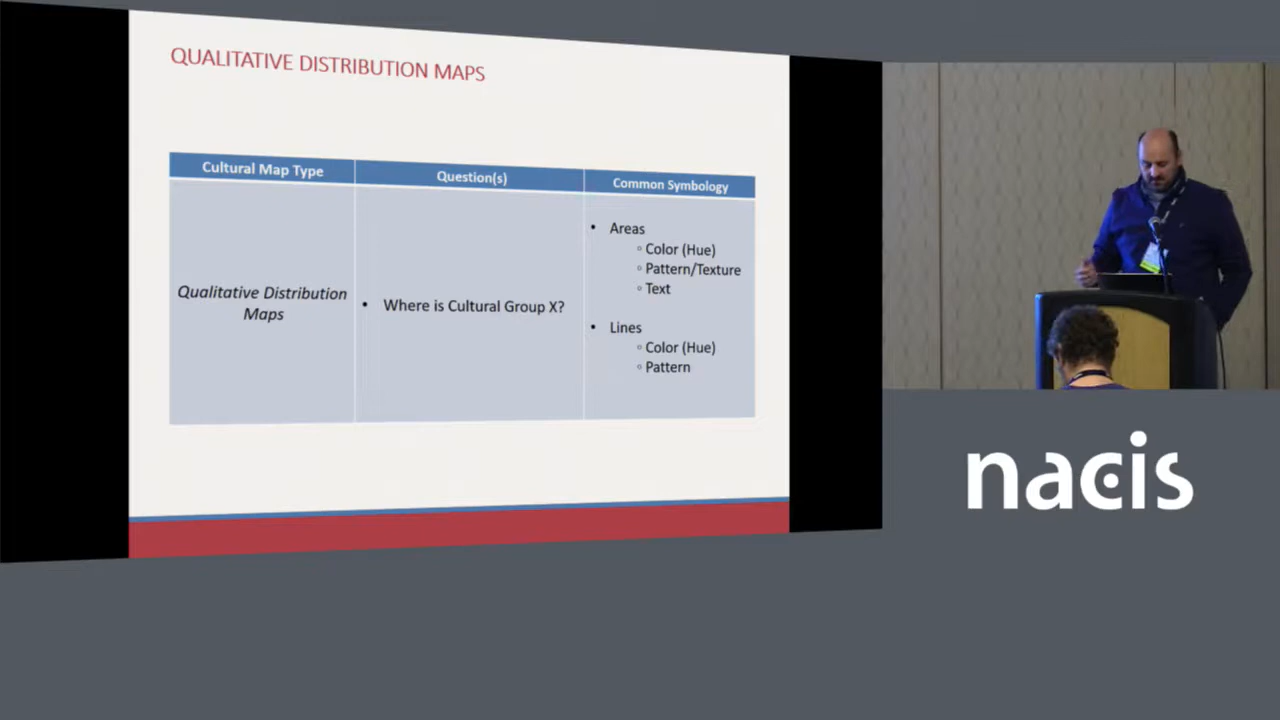 QUALITATIVE DISTRIBUTION MAPS
Cultural Map Type
Question(s)
Common Symbology
Qualitative Distribution
Maps
• Where is Cultural Group X?
• Areas
◦ Color (Hue)
◦ Pattern/Texture
◦ Text
• Lines
◦ Color (Hue)
◦ Pattern
nacis